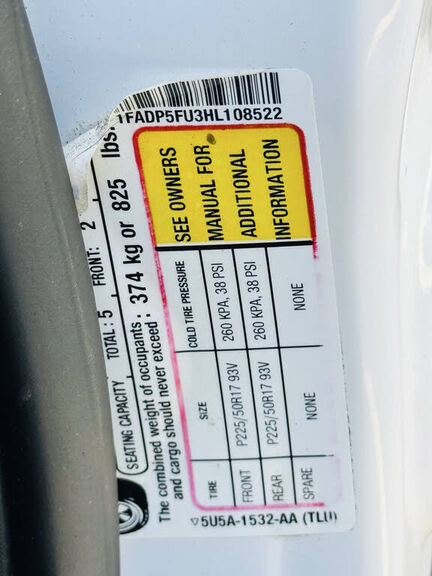 1FADP5FU3HL108522
SEATING CAPACITY TOTAL: 5 FRONT: 2
The combined weight of occupants
and cargo should never exceed: 374 kg or 825 lbs.
TIRE SIZE COLD TIRE PRESSURE
FRONT P225/50R17 93V 260 KPA, 38 PSI
REAR P225/50R17 93V 260 KPA, 38 PSI
SPARE NONE NONE
SEE OWNERS
MANUAL FOR
ADDITIONAL
INFORMATION
5U5A-1532-AA